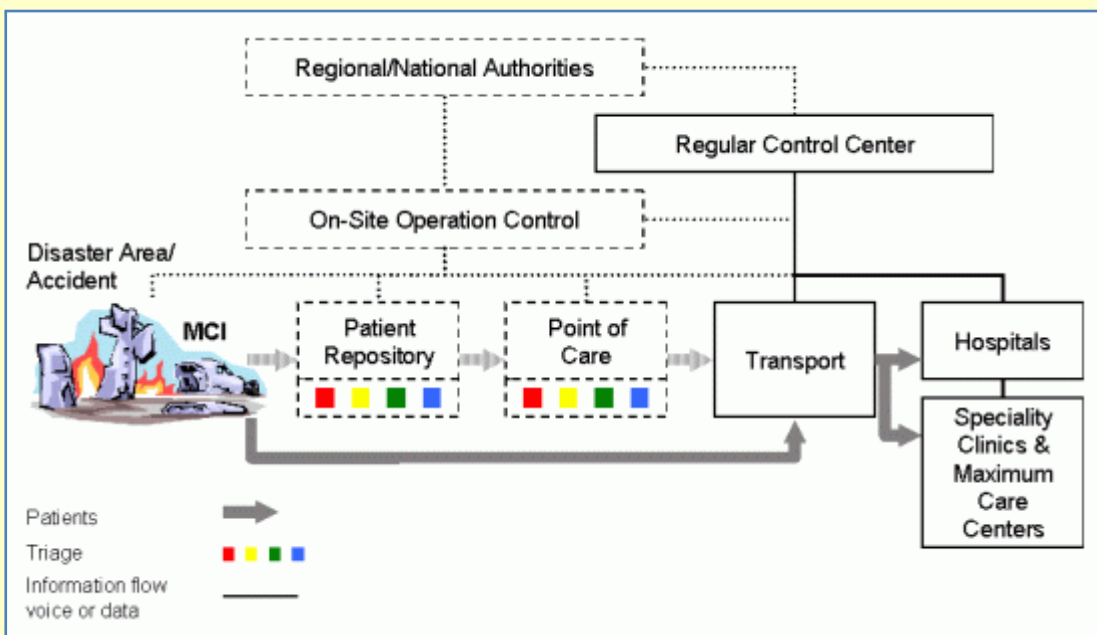 Regional/National Authorities
Regular Control Center
On-Site Operation Control
Disaster Area/
Accident
MCI
Patient
Repository
Point of
Care
Transport
Hospitals
Speciality
Clinics &
Maximum
Care
Centers
Patients
Triage
Information flow
voice or data